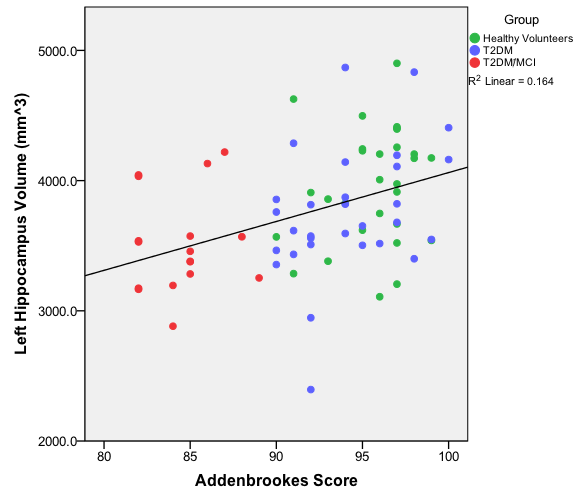 Group
Healthy Volunteers
T2DM
T2DM/MCI
R² Linear = 0.164
Left Hippocampus Volume (mm^3)
5000.0
4000.0
3000.0
2000.0
80 85 90 95 100
Addenbrookes Score